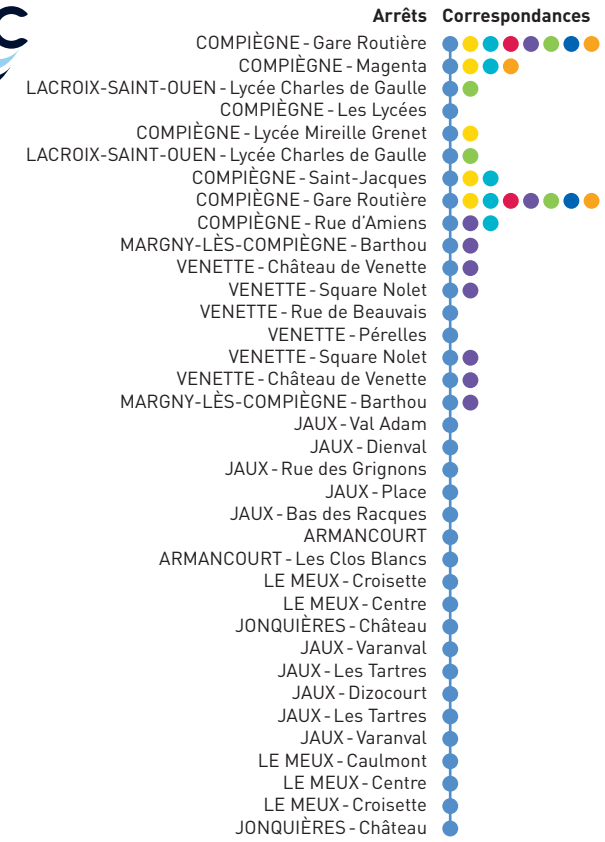 Arrêts Correspondances
COMPIÈGNE - Gare Routière
COMPIÈGNE - Magenta
LACROIX-SAINT-OUEN - Lycée Charles de Gaulle
COMPIÈGNE - Les Lycées
COMPIÈGNE - Lycée Mireille Grenet
LACROIX-SAINT-OUEN - Lycée Charles de Gaulle
COMPIÈGNE - Saint-Jacques
COMPIÈGNE - Gare Routière
COMPIÈGNE - Rue d'Amiens
MARGNY-LÈS-COMPIÈGNE - Barthou
VENETTE - Château de Venette
VENETTE - Square Nolet
VENETTE - Rue de Beauvais
VENETTE - Pérelles
VENETTE - Square Nolet
VENETTE - Château de Venette
MARGNY-LÈS-COMPIÈGNE - Barthou
JAUX - Val Adam
JAUX - Dienval
JAUX - Rue des Grignons
JAUX - Place
JAUX - Bas des Racques
ARMANCOURT
ARMANCOURT - Les Clos Blancs
LE MEUX - Croisette
LE MEUX - Centre
JONQUIÈRES - Château
JAUX - Varanval
JAUX - Les Tartres
JAUX - Dizocourt
JAUX - Les Tartres
JAUX - Varanval
LE MEUX - Caulmont
LE MEUX - Centre
LE MEUX - Croisette
JONQUIÈRES - Château